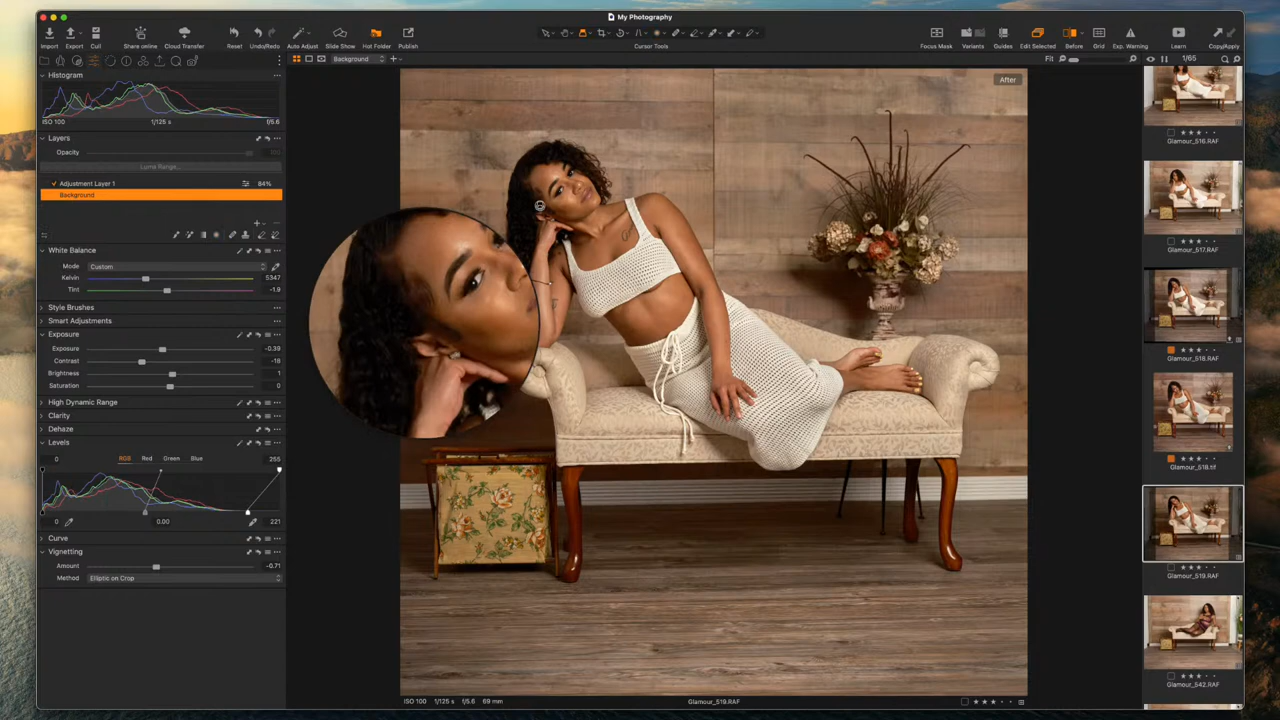 My Photography
Import Export Cull Share online Cloud Transfer Reset Undo/Redo Auto Adjust Slide Show Hot Folder Publish Cursor Tools Focus Mask Variants Guides Edit Selected Before Grid Exp. Warning Learn Copy/Apply
Background Fit 1/65
Histogram
ISO 100 1/125 s f/5.6
Layers
Opacity 100
Luma Range...
Adjustment Layer 1 84%
Background
White Balance
Mode Custom
Kelvin 5347
Tint -1.9
Style Brushes
Smart Adjustments
Exposure
Exposure -0.39
Contrast -18
Brightness 1
Saturation 0
High Dynamic Range
Clarity
Dehaze
Levels
0 RGB Red Green Blue 255
0 0.00 221
Curve
Vignetting
Amount -0.71
Method Elliptic on Crop
After
ISO 100 1/125 s f/5.6 69 mm Glamour_519.RAF
Glamour_516.RAF
Glamour_517.RAF
Glamour_518.RAF
Glamour_518.tif
Glamour_519.RAF
Glamour_542.RAF